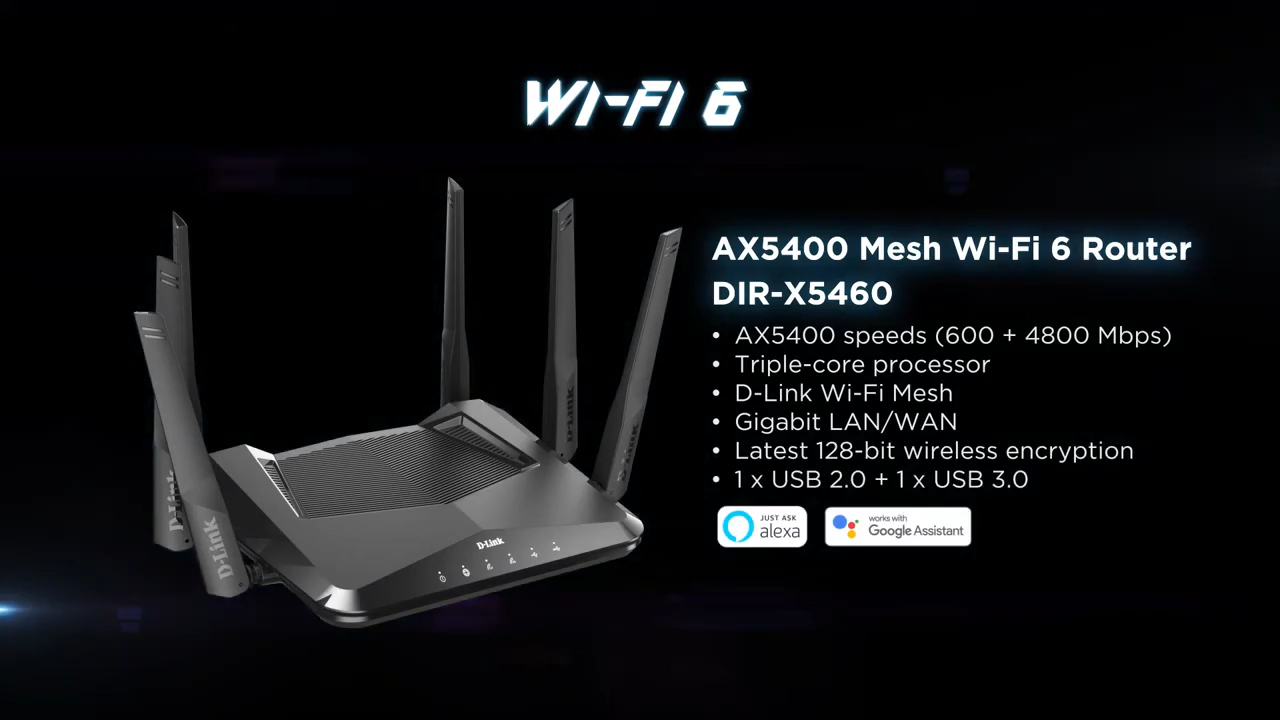 WI-FI 6
AX5400 Mesh Wi-Fi 6 Router
DIR-X5460
• AX5400 speeds (600 + 4800 Mbps)
• Triple-core processor
• D-Link Wi-Fi Mesh
• Gigabit LAN/WAN
• Latest 128-bit wireless encryption
• 1 x USB 2.0 + 1 x USB 3.0
JUST ASK
alexa
works with
Google Assistant
D-Link
D-Link
D-Link
D-Link
D-Link